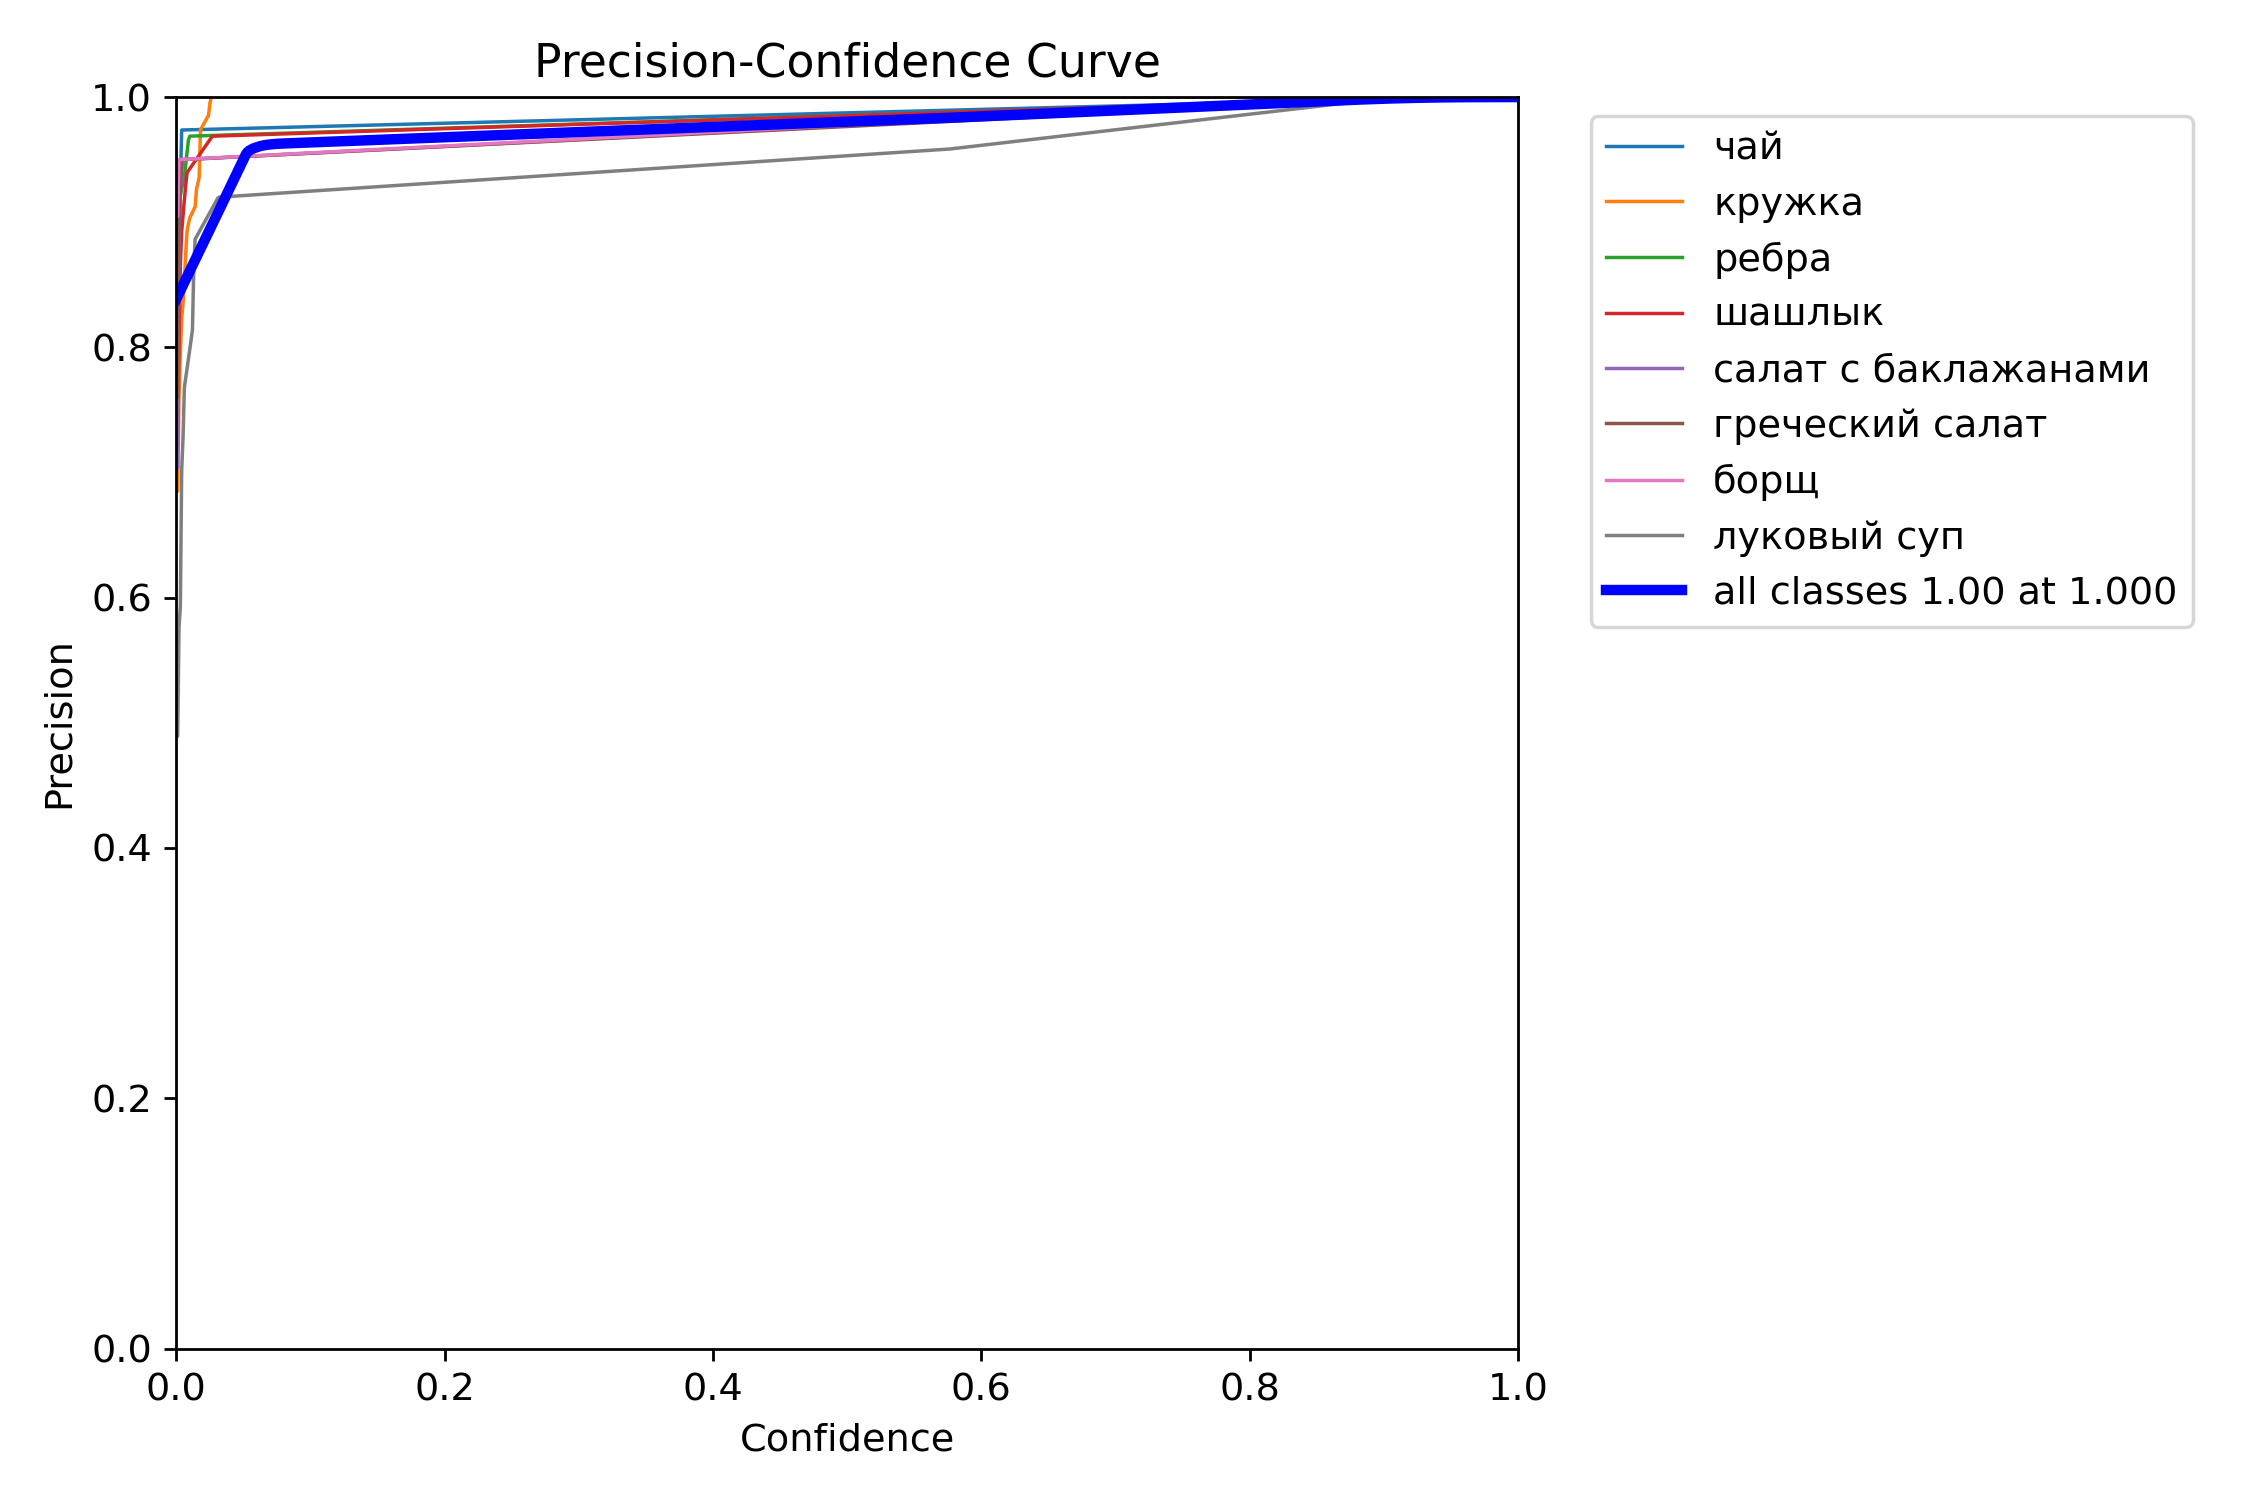 Precision-Confidence Curve
1.0
0.8
0.6
0.4
0.2
0.0
Precision
0.0 0.2 0.4 0.6 0.8 1.0
Confidence
чай
кружка
ребра
шашлык
салат с баклажанами
греческий салат
борщ
луковый суп
all classes 1.00 at 1.000